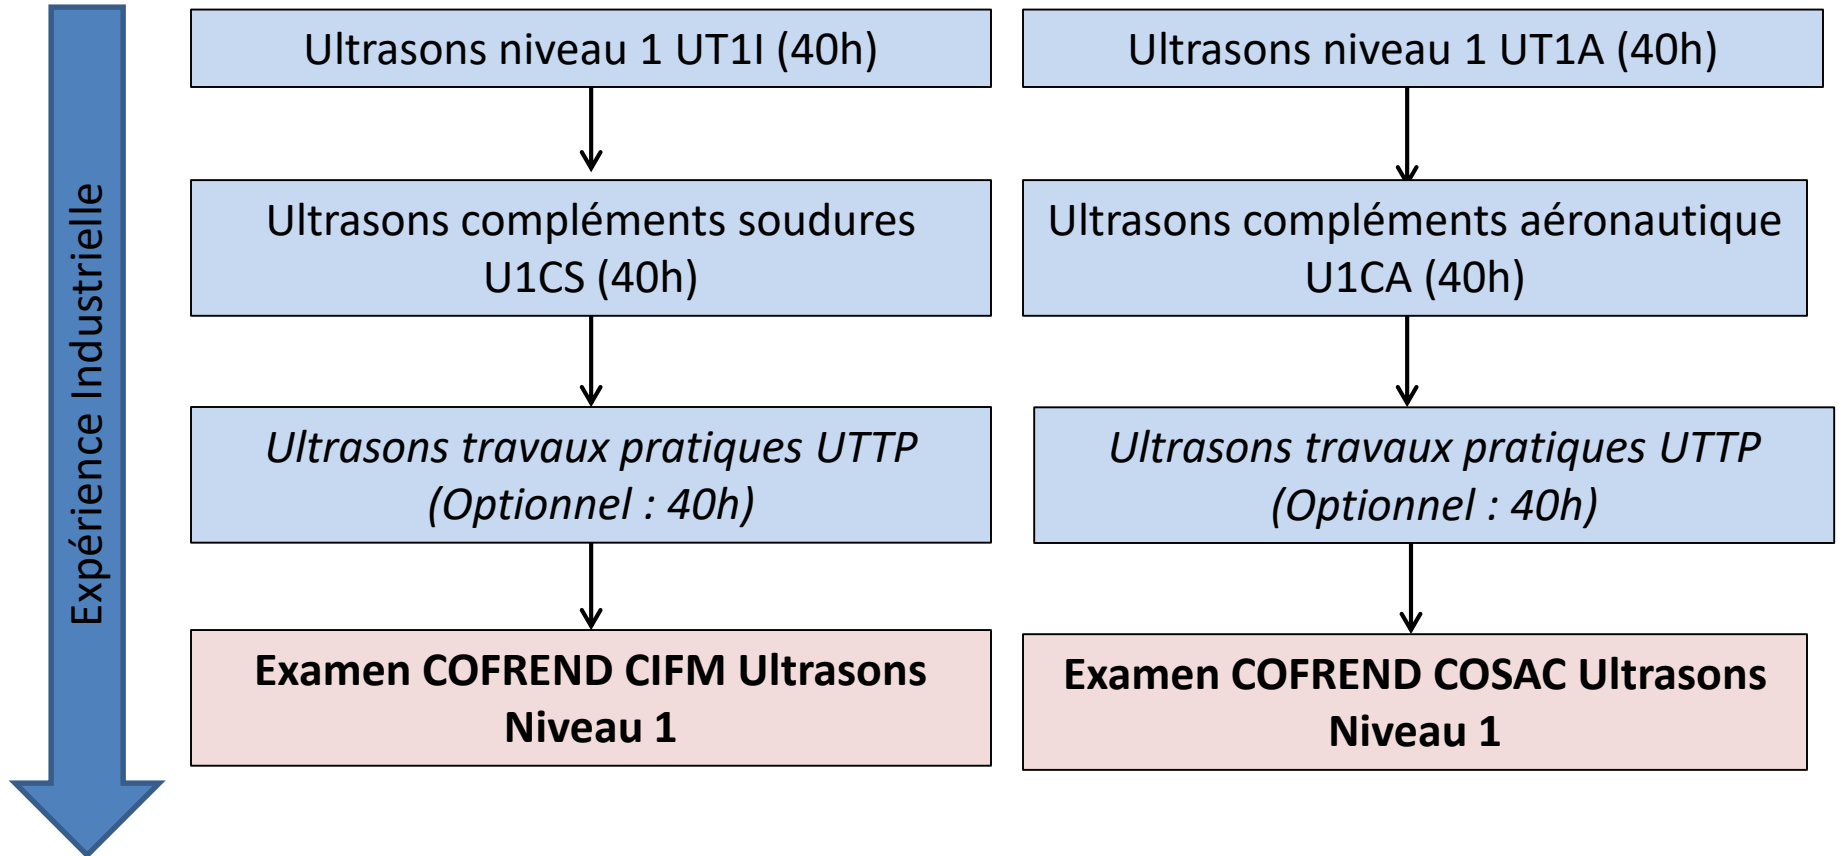 Expérience Industrielle
Ultrasons niveau 1 UT1I (40h)
Ultrasons compléments soudures
U1CS (40h)
Ultrasons travaux pratiques UTTP
(Optionnel : 40h)
Examen COFREND CIFM Ultrasons
Niveau 1
Ultrasons niveau 1 UT1A (40h)
Ultrasons compléments aéronautique
U1CA (40h)
Ultrasons travaux pratiques UTTP
(Optionnel : 40h)
Examen COFREND COSAC Ultrasons
Niveau 1